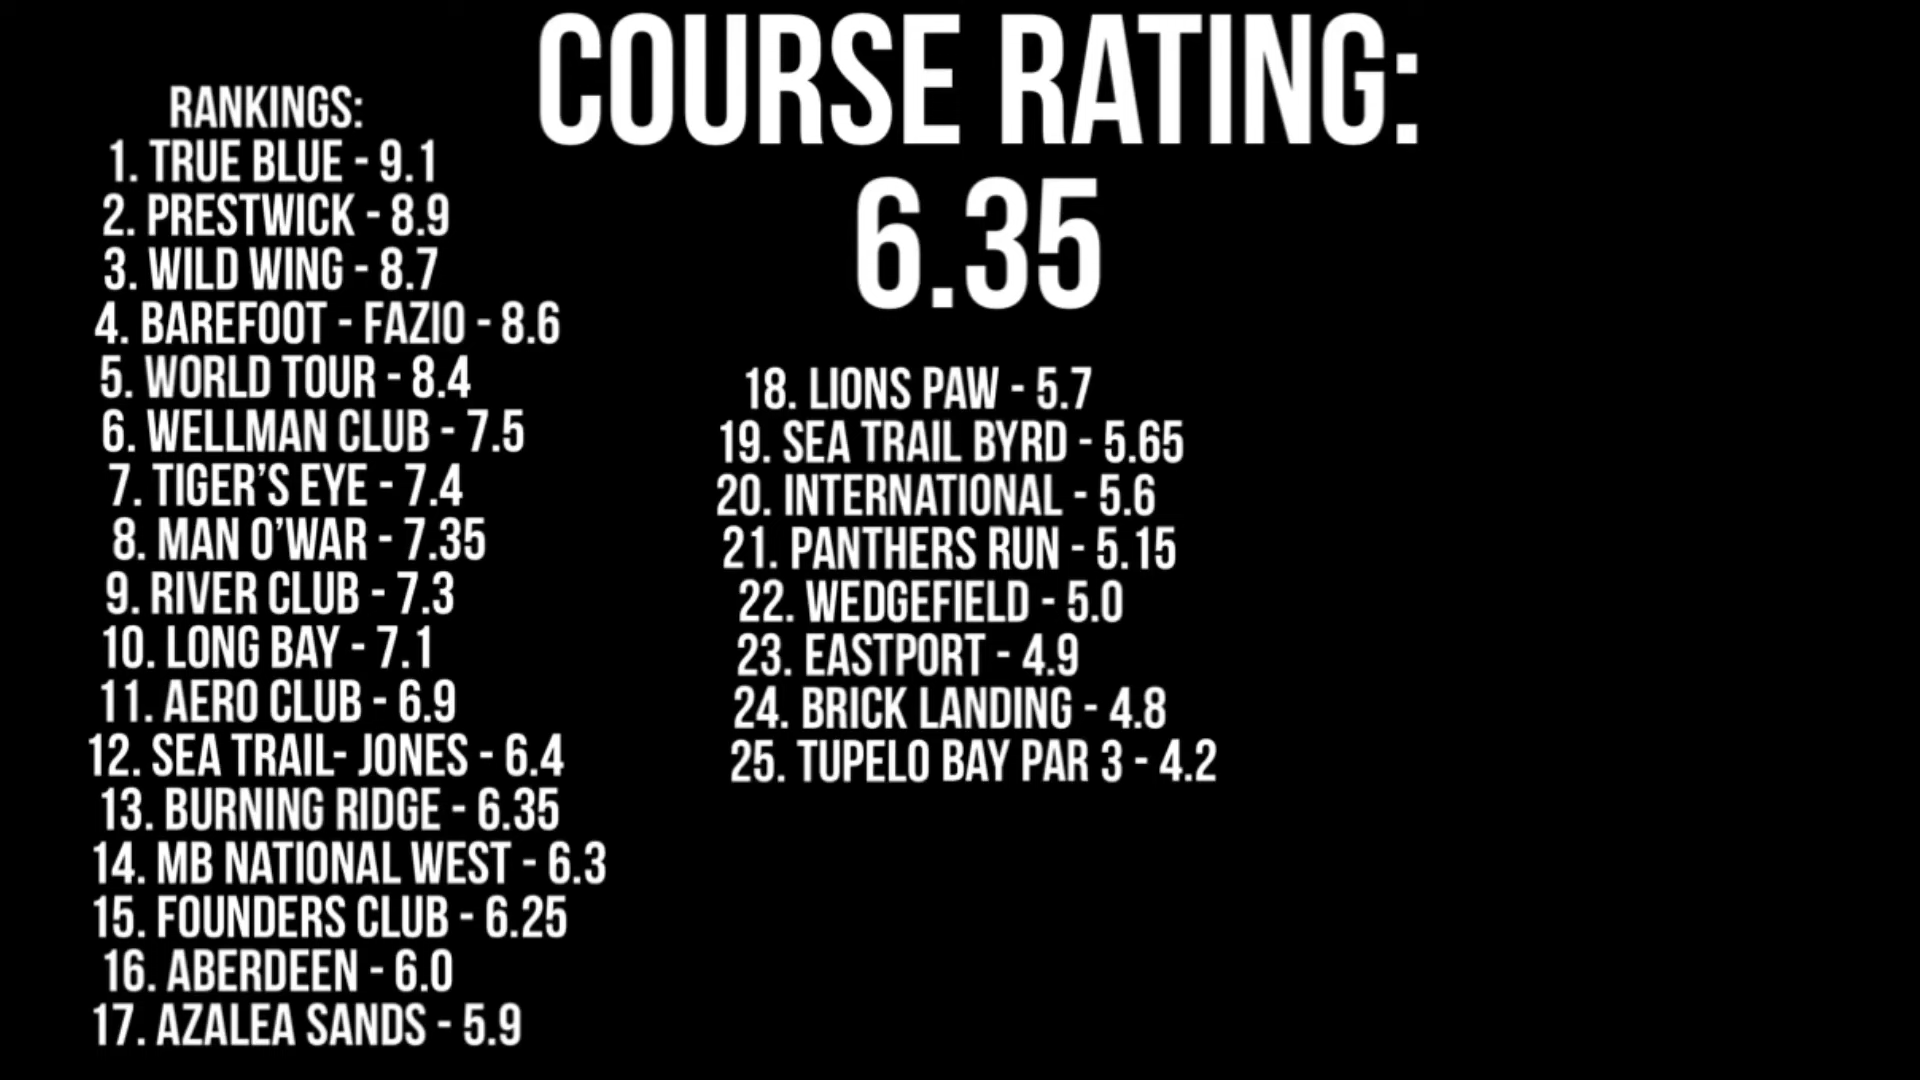 COURSE RATING:
6.35
RANKINGS:
1. TRUE BLUE - 9.1
2. PRESTWICK - 8.9
3. WILD WING - 8.7
4. BAREFOOT - FAZIO - 8.6
5. WORLD TOUR - 8.4
6. WELLMAN CLUB - 7.5
7. TIGER'S EYE - 7.4
8. MAN O'WAR - 7.35
9. RIVER CLUB - 7.3
10. LONG BAY - 7.1
11. AERO CLUB - 6.9
12. SEA TRAIL- JONES - 6.4
13. BURNING RIDGE - 6.35
14. MB NATIONAL WEST - 6.3
15. FOUNDERS CLUB - 6.25
16. ABERDEEN - 6.0
17. AZALEA SANDS - 5.9
18. LIONS PAW - 5.7
19. SEA TRAIL BYRD - 5.65
20. INTERNATIONAL - 5.6
21. PANTHERS RUN - 5.15
22. WEDGEFIELD - 5.0
23. EASTPORT - 4.9
24. BRICK LANDING - 4.8
25. TUPELO BAY PAR 3 - 4.2